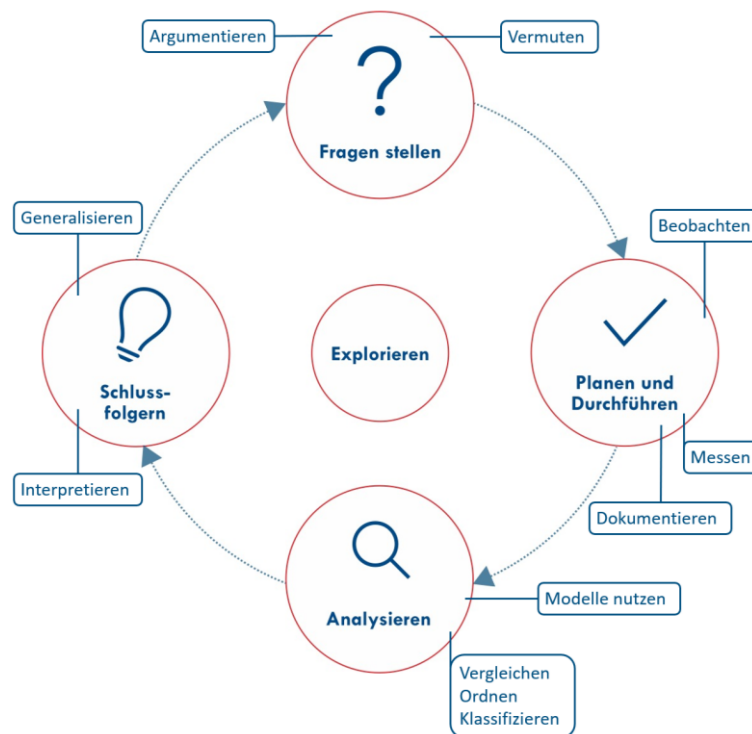 Argumentieren
Vermuten
?
Fragen stellen
Generalisieren
Beobachten
Explorieren
Schluss-
folgern
Planen und
Durchführen
Interpretieren
Messen
Dokumentieren
Analysieren
Modelle nutzen
Vergleichen
Ordnen
Klassifizieren